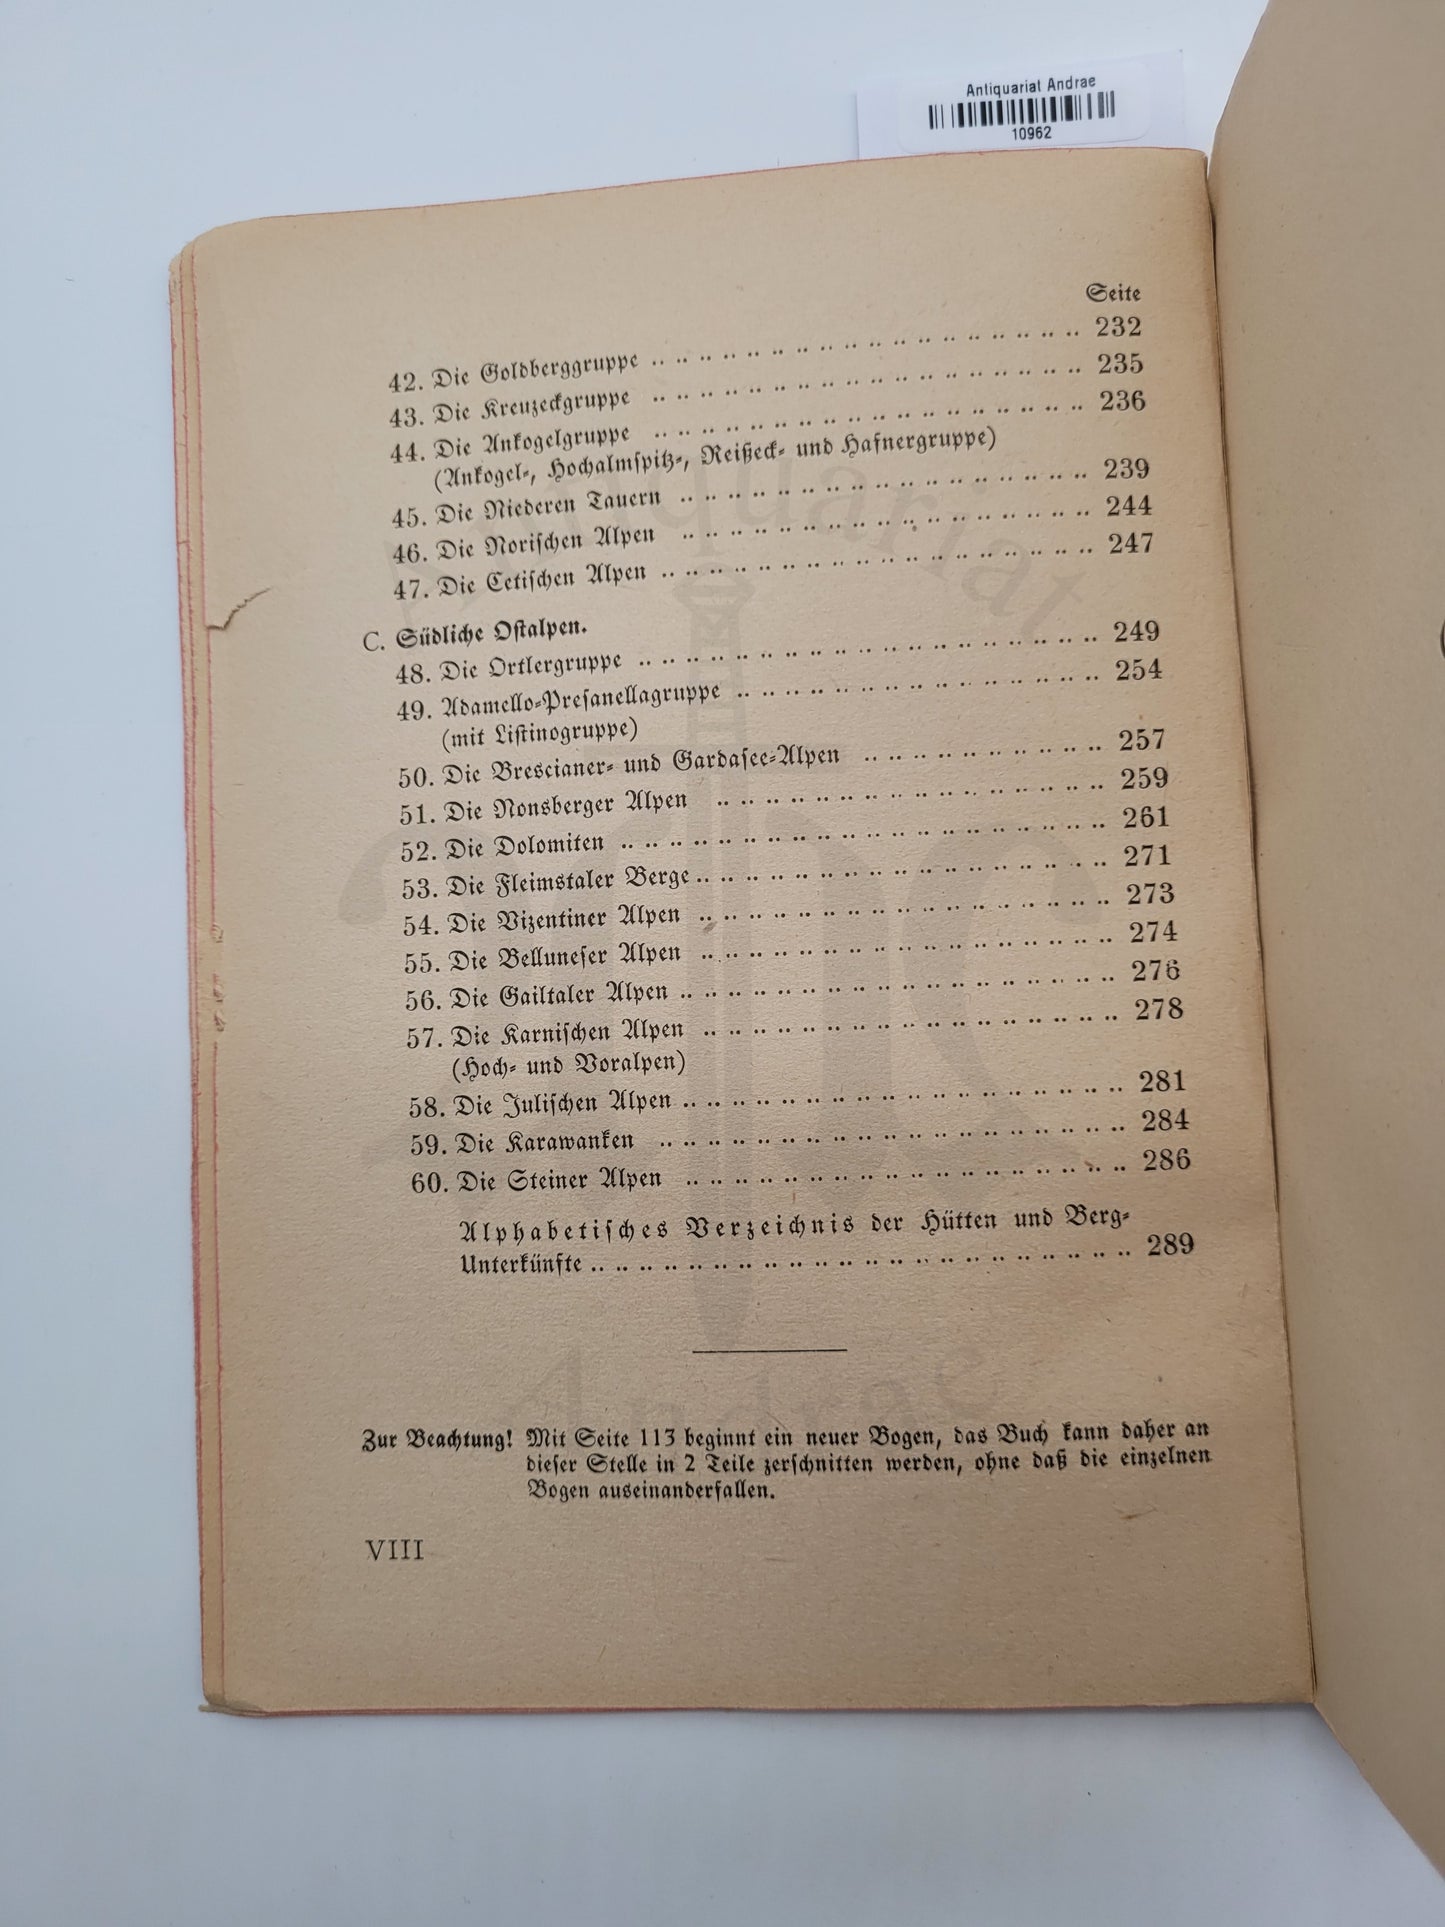 Antiquariat Andrae
10962
Seite
42. Die Goldberggruppe .. .. .. .. .. .. .. .. .. .. .. .. .. .. .. .. .. .. 232
43. Die Kreuzeckgruppe .. .. .. .. .. .. .. .. .. .. .. .. .. .. .. .. .. .. 235
44. Die Ankogelgruppe .. .. .. .. .. .. .. .. .. .. .. .. .. .. .. .. .. .. 236
(Ankogel-, Hochalmspitz-, Reißeck- und Hafnergruppe)
45. Die Niederen Tauern .. .. .. .. .. .. .. .. .. .. .. .. .. .. .. .. .. 239
46. Die Norischen Alpen .. .. .. .. .. .. .. .. .. .. .. .. .. .. .. .. .. 244
47. Die Cetischen Alpen .. .. .. .. .. .. .. .. .. .. .. .. .. .. .. .. .. .. 247
C. Südliche Ostalpen.
48. Die Ortlergruppe .. .. .. .. .. .. .. .. .. .. .. .. .. .. .. .. .. .. .. 249
49. Adamello-Presanellagruppe .. .. .. .. .. .. .. .. .. .. .. .. .. .. .. 254
(mit Listinogruppe)
50. Die Brescianer- und Gardasee-Alpen .. .. .. .. .. .. .. .. .. .. 257
51. Die Nonsberger Alpen .. .. .. .. .. .. .. .. .. .. .. .. .. .. .. .. 259
52. Die Dolomiten .. .. .. .. .. .. .. .. .. .. .. .. .. .. .. .. .. .. .. .. 261
53. Die Fleimstaler Berge .. .. .. .. .. .. .. .. .. .. .. .. .. .. .. .. .. 271
54. Die Vizentiner Alpen .. .. .. .. .. .. .. .. .. .. .. .. .. .. .. .. .. 273
55. Die Belluneser Alpen .. .. .. .. .. .. .. .. .. .. .. .. .. .. .. .. .. 274
56. Die Gailtaler Alpen .. .. .. .. .. .. .. .. .. .. .. .. .. .. .. .. .. .. 276
57. Die Karnischen Alpen .. .. .. .. .. .. .. .. .. .. .. .. .. .. .. .. .. 278
(Hoch- und Voralpen)
58. Die Julischen Alpen .. .. .. .. .. .. .. .. .. .. .. .. .. .. .. .. .. .. 281
59. Die Karawanken .. .. .. .. .. .. .. .. .. .. .. .. .. .. .. .. .. .. .. 284
60. Die Steiner Alpen .. .. .. .. .. .. .. .. .. .. .. .. .. .. .. .. .. .. 286
Alphabetisches Verzeichnis der Hütten und Berg-
Unterkünfte .. .. .. .. .. .. .. .. .. .. .. .. .. .. .. .. .. .. .. .. .. .. 289
Zur Beachtung! Mit Seite 113 beginnt ein neuer Bogen, das Buch kann daher an
dieser Stelle in 2 Teile zerschnitten werden, ohne daß die einzelnen
Bogen auseinanderfallen.
VIII
Antiquariat
Andrae